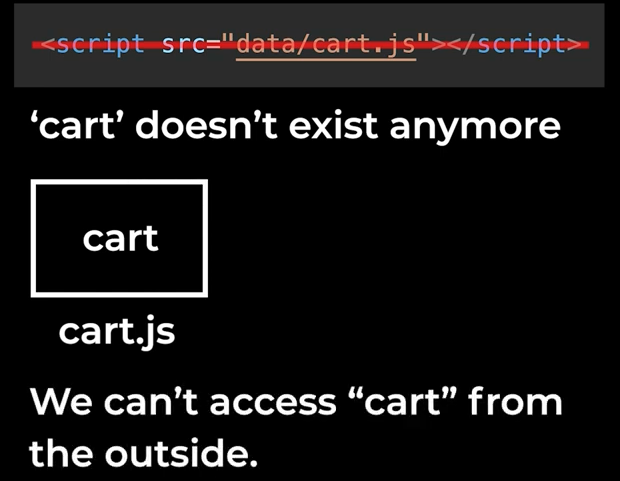 <script src="data/cart.js"></script>
‘cart’ doesn’t exist anymore
cart
cart.js
We can’t access “cart” from
the outside.